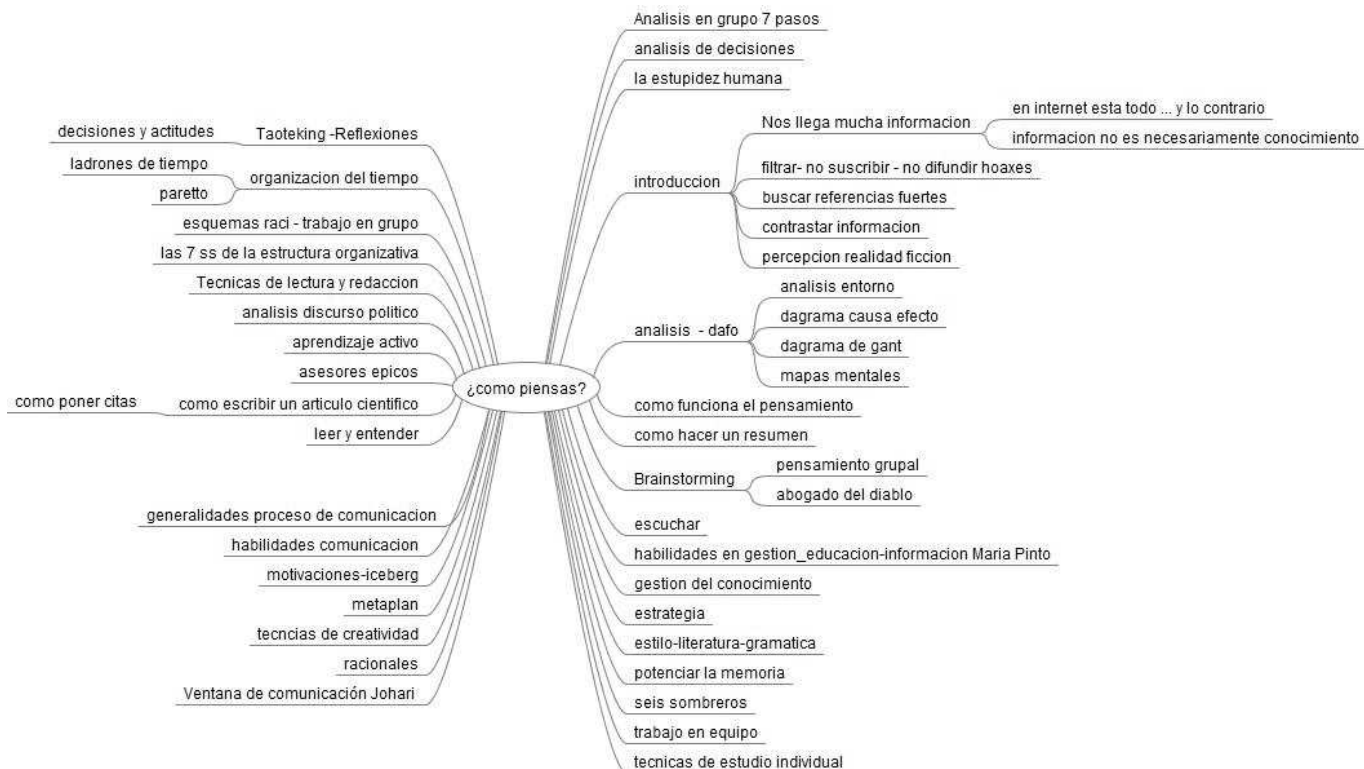 Analisis en grupo 7 pasos
analisis de decisiones
la estupidez humana
introduccion
Nos llega mucha informacion
en internet esta todo ... y lo contrario
informacion no es necesariamente conocimiento
filtrar- no suscribir - no difundir hoaxes
buscar referencias fuertes
contrastar informacion
percepcion realidad ficcion
analisis - dafo
analisis entorno
dagrama causa efecto
dagrama de gant
mapas mentales
como funciona el pensamiento
como hacer un resumen
Brainstorming
pensamiento grupal
abogado del diablo
escuchar
habilidades en gestion_educacion-informacion Maria Pinto
gestion del conocimiento
estrategia
estilo-literatura-gramatica
potenciar la memoria
seis sombreros
trabajo en equipo
tecnicas de estudio individual
¿como piensas?
Taoteking -Reflexiones
decisiones y actitudes
organizacion del tiempo
ladrones de tiempo
paretto
esquemas raci - trabajo en grupo
las 7 ss de la estructura organizativa
Tecnicas de lectura y redaccion
analisis discurso politico
aprendizaje activo
asesores epicos
como escribir un articulo cientifico
como poner citas
leer y entender
generalidades proceso de comunicacion
habilidades comunicacion
motivaciones-iceberg
metaplan
tecncias de creatividad
racionales
Ventana de comunicación Johari